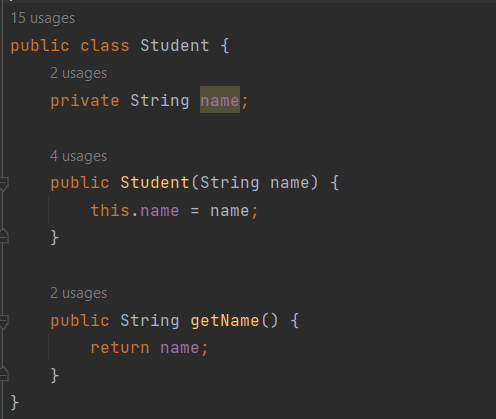 15 usages
public class Student {
2 usages
private String name;
4 usages
public Student(String name) {
this.name = name;
}
2 usages
public String getName() {
return name;
}
}